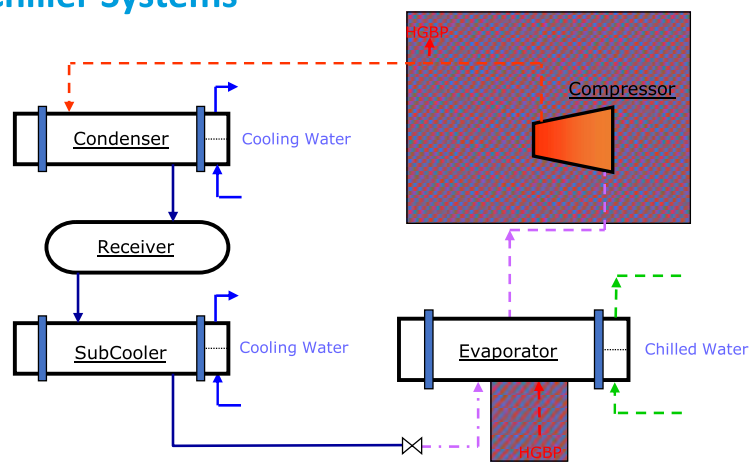 Chiller Systems
HGBP
Compressor
Condenser
Cooling Water
Receiver
SubCooler
Cooling Water
Evaporator
Chilled Water
HGBP